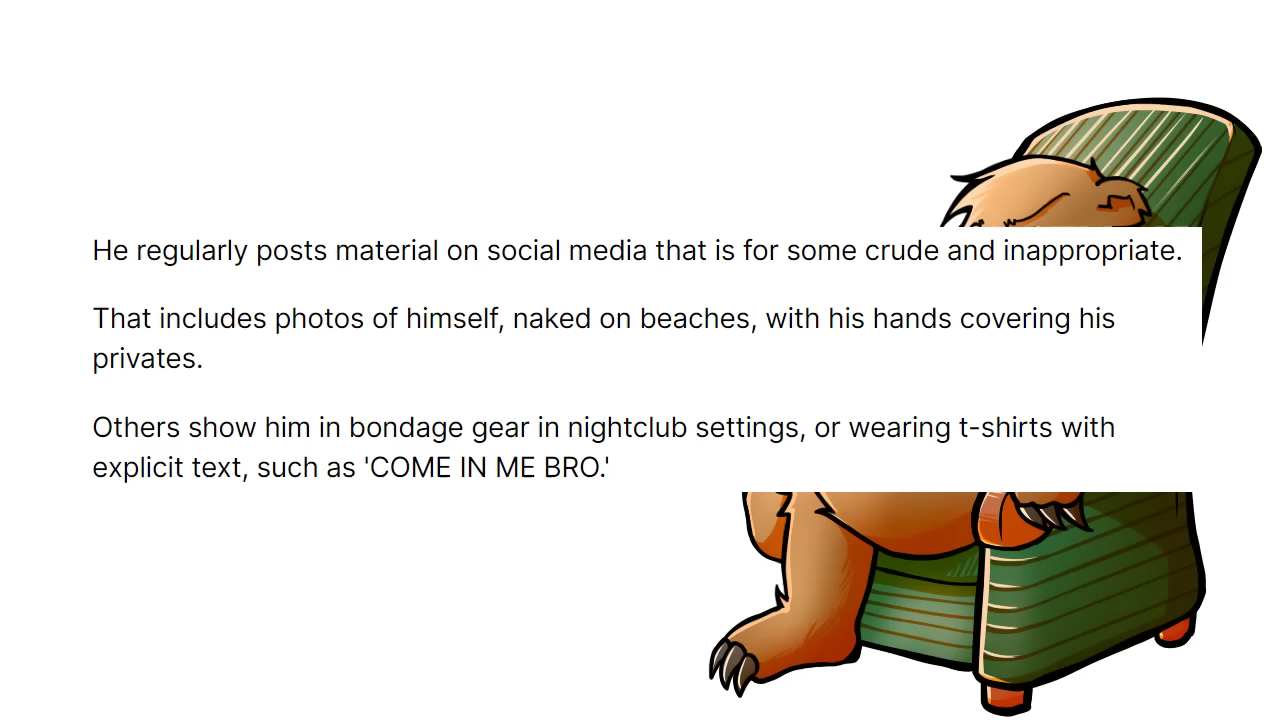 He regularly posts material on social media that is for some crude and inappropriate.
That includes photos of himself, naked on beaches, with his hands covering his
privates.
Others show him in bondage gear in nightclub settings, or wearing t-shirts with
explicit text, such as 'COME IN ME BRO.'